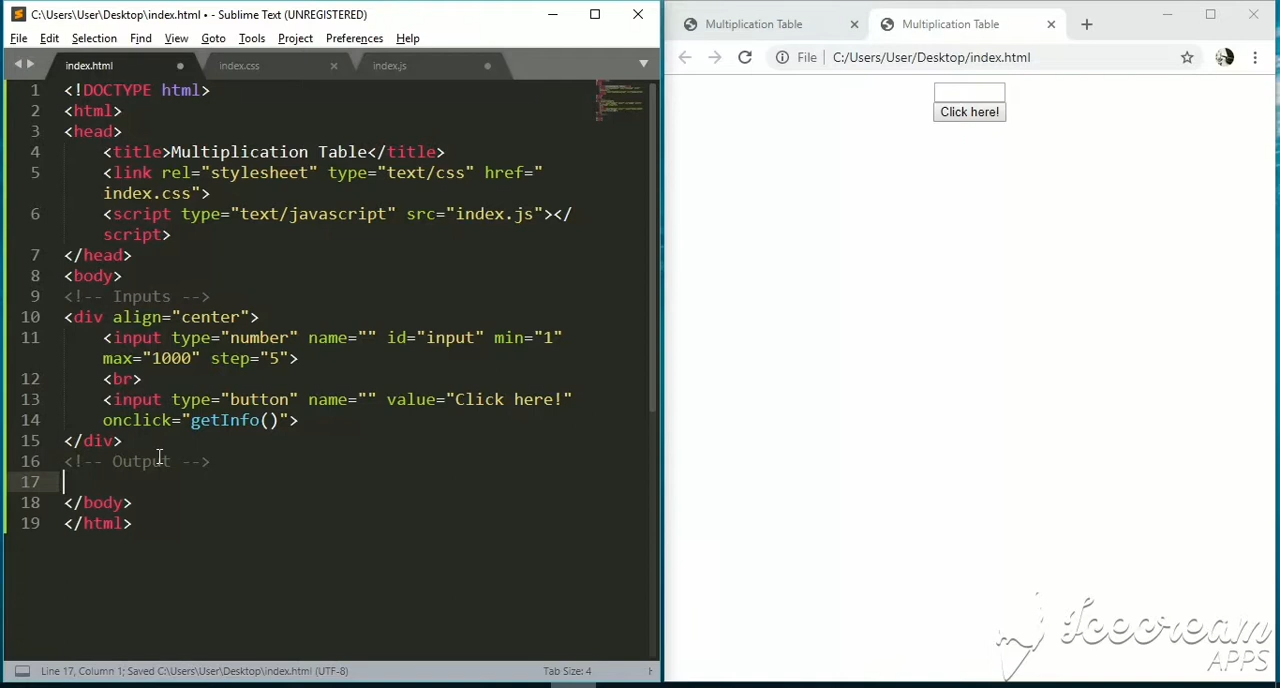 C:\Users\User\Desktop\index.html • - Sublime Text (UNREGISTERED)
File Edit Selection Find View Goto Tools Project Preferences Help
index.html index.css index.js
1 <!DOCTYPE html>
2 <html>
3 <head>
4 <title>Multiplication Table</title>
5 <link rel="stylesheet" type="text/css" href="
index.css">
6 <script type="text/javascript" src="index.js"></
script>
7 </head>
8 <body>
9 <!-- Inputs -->
10 <div align="center">
11 <input type="number" name="" id="input" min="1"
max="1000" step="5">
12 <br>
13 <input type="button" name="" value="Click here!"
14 onclick="getInfo()">
15 </div>
16 <!-- Output -->
17
18 </body>
19 </html>
Line 17, Column 1; Saved C:\Users\User\Desktop\index.html (UTF-8) Tab Size: 4 H
Multiplication Table Multiplication Table
File C:/Users/User/Desktop/index.html
Click here!
Icecream
APPS